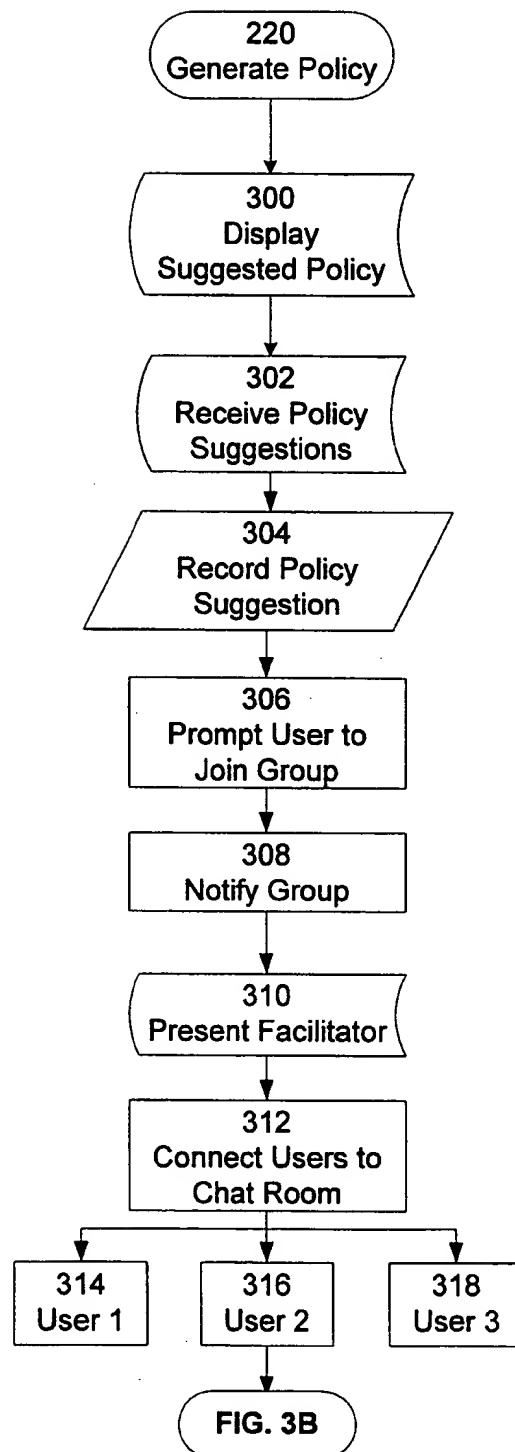 220
Generate Policy
300
Display
Suggested Policy
302
Receive Policy
Suggestions
304
Record Policy
Suggestion
306
Prompt User to
Join Group
308
Notify Group
310
Present Facilitator
312
Connect Users to
Chat Room
314
User 1
316
User 2
318
User 3
FIG. 3B